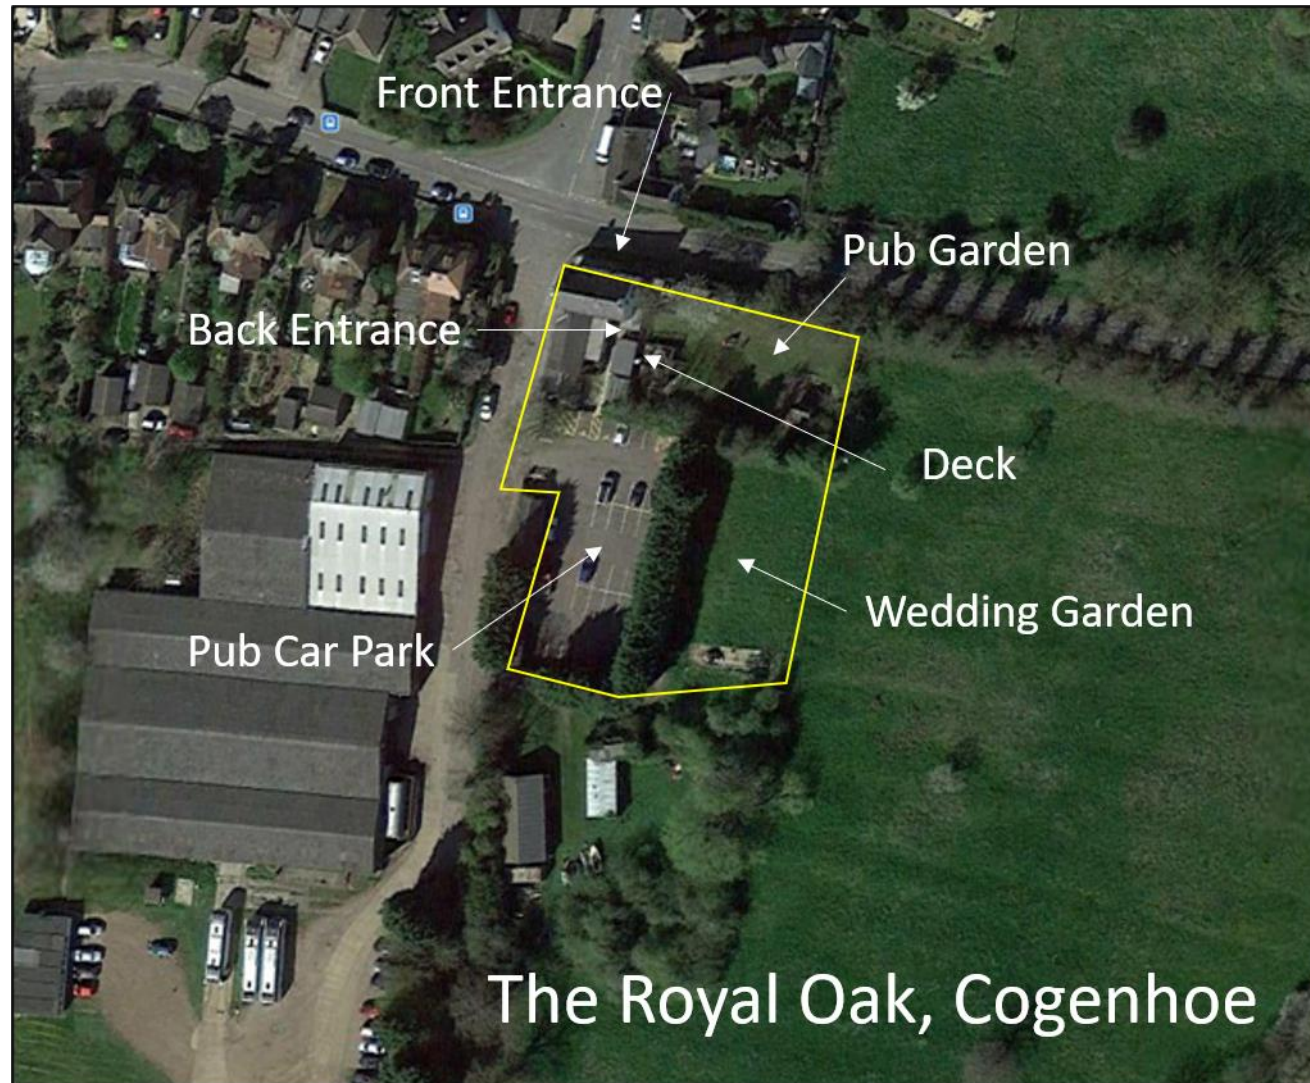 Front Entrance
Pub Garden
Back Entrance
Deck
Wedding Garden
Pub Car Park
The Royal Oak, Cogenhoe